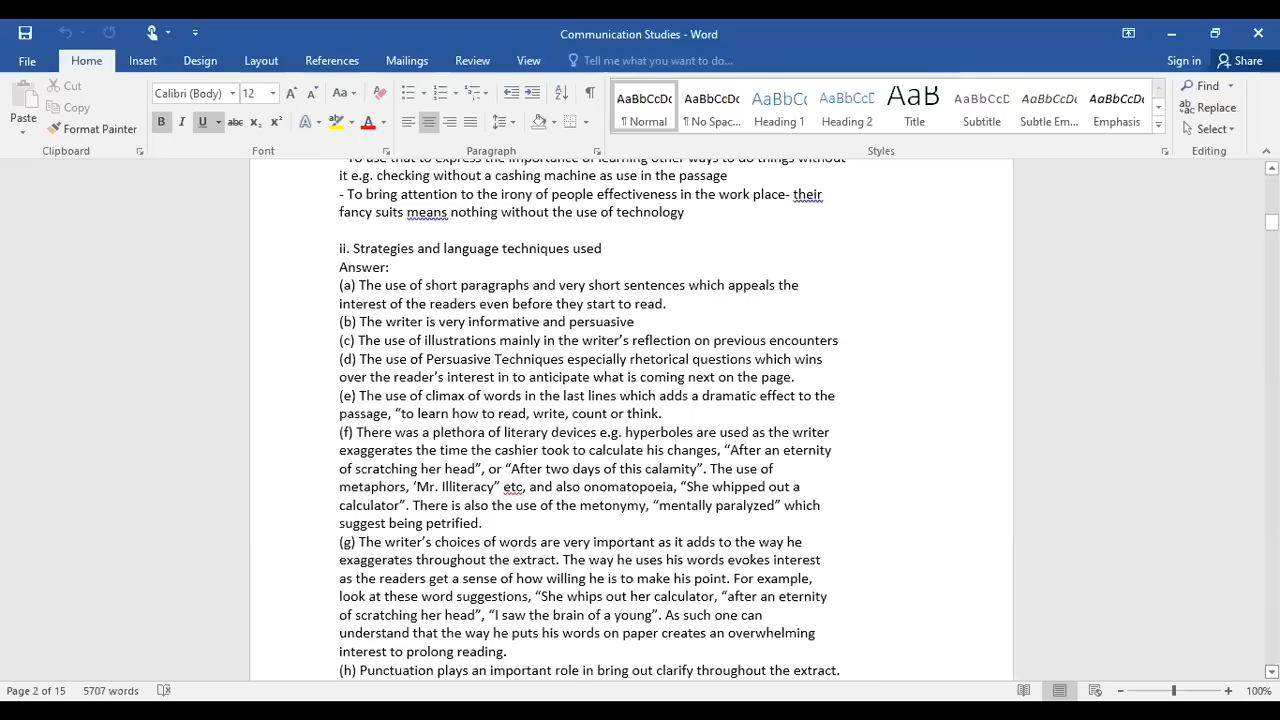 Communication Studies - Word
File Home Insert Design Layout References Mailings Review View Tell me what you want to do... Sign in Share
Paste
Cut
Copy
Format Painter
Clipboard
Calibri (Body) 12
Font
Paragraph
AaBbCcDc AaBbCcDc AaBbCc AaBbCcD AaB AaBbCcD AaBbCcDc AaBbCcDc
¶ Normal ¶ No Spac... Heading 1 Heading 2 Title Subtitle Subtle Em... Emphasis
Styles
Find
Replace
Select
Editing
- To use that to express the importance of learning other ways to do things without
it e.g. checking without a cashing machine as use in the passage
- To bring attention to the irony of people effectiveness in the work place- their
fancy suits means nothing without the use of technology
ii. Strategies and language techniques used
Answer:
(a) The use of short paragraphs and very short sentences which appeals the
interest of the readers even before they start to read.
(b) The writer is very informative and persuasive
(c) The use of illustrations mainly in the writer’s reflection on previous encounters
(d) The use of Persuasive Techniques especially rhetorical questions which wins
over the reader’s interest in to anticipate what is coming next on the page.
(e) The use of climax of words in the last lines which adds a dramatic effect to the
passage, “to learn how to read, write, count or think.
(f) There was a plethora of literary devices e.g. hyperboles are used as the writer
exaggerates the time the cashier took to calculate his changes, “After an eternity
of scratching her head”, or “After two days of this calamity”. The use of
metaphors, ‘Mr. Illiteracy” etc, and also onomatopoeia, “She whipped out a
calculator”. There is also the use of the metonymy, “mentally paralyzed” which
suggest being petrified.
(g) The writer’s choices of words are very important as it adds to the way he
exaggerates throughout the extract. The way he uses his words evokes interest
as the readers get a sense of how willing he is to make his point. For example,
look at these word suggestions, “She whips out her calculator, “after an eternity
of scratching her head”, “I saw the brain of a young”. As such one can
understand that the way he puts his words on paper creates an overwhelming
interest to prolong reading.
(h) Punctuation plays an important role in bring out clarify throughout the extract.
Page 2 of 15 5707 words 100%